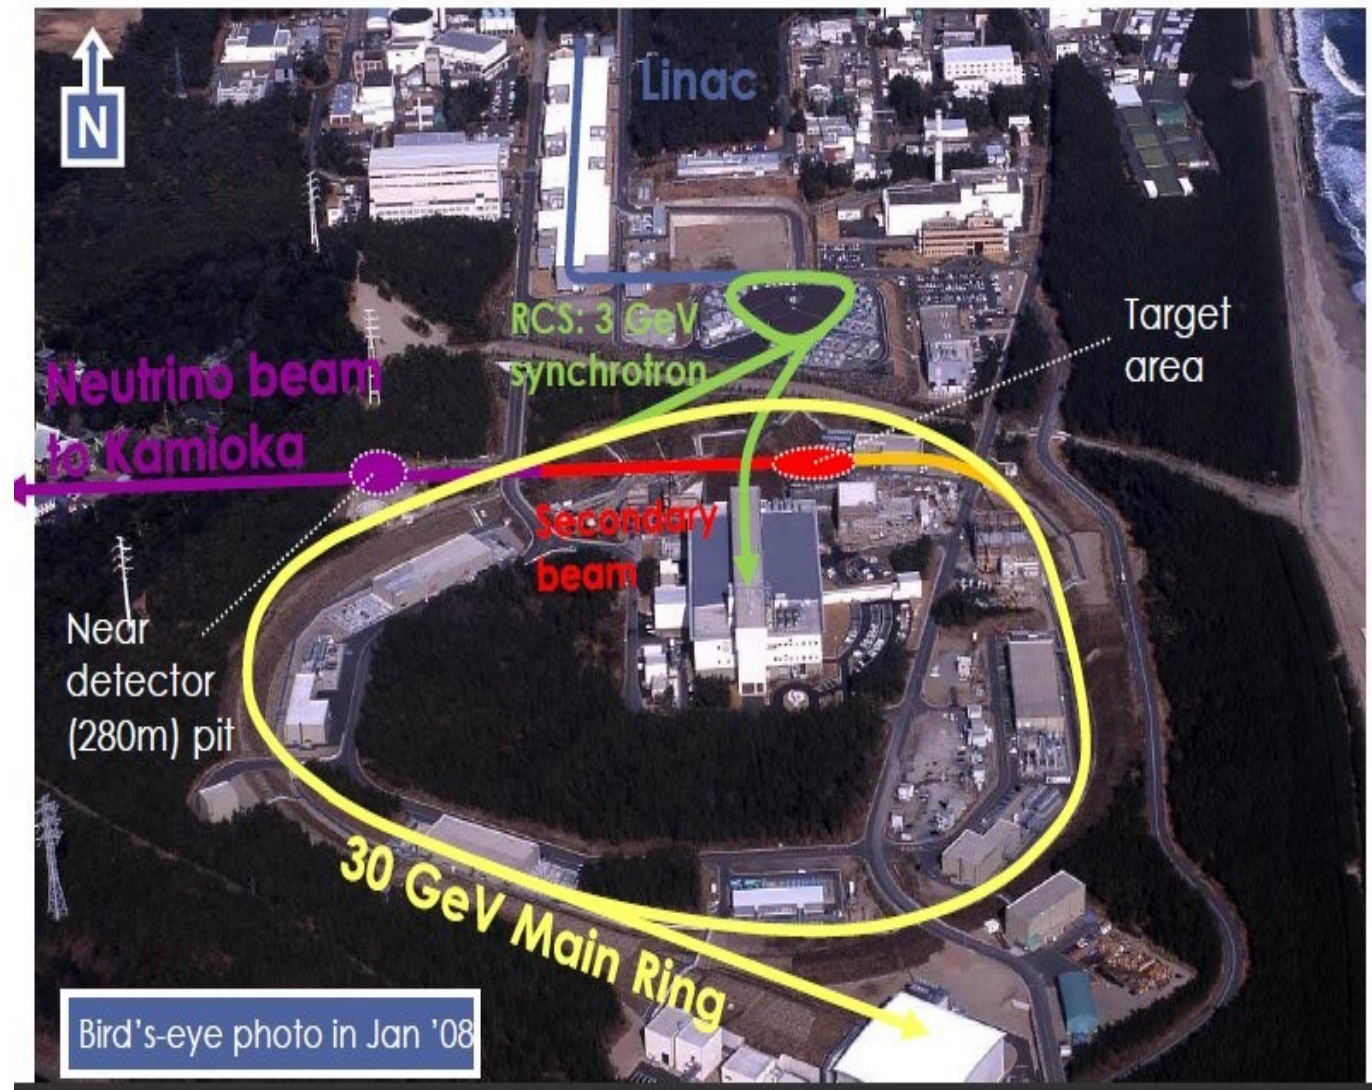 N
Linac
RCS: 3 GeV
synchrotron
Target
area
Neutrino beam
to Kamioka
Secondary
beam
Near
detector
(280m) pit
30 GeV Main Ring
Bird's-eye photo in Jan '08